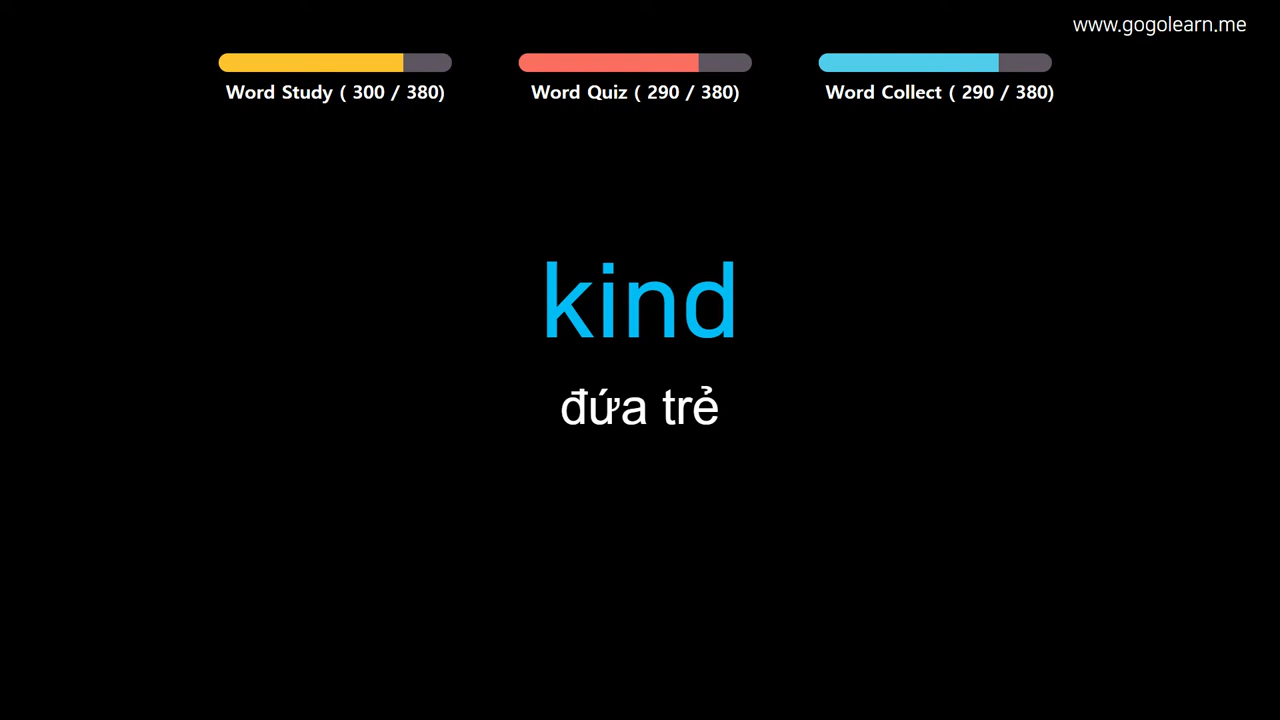 www.gogolearn.me
Word Study ( 300 / 380)
Word Quiz ( 290 / 380)
Word Collect ( 290 / 380)
kind
đứa trẻ